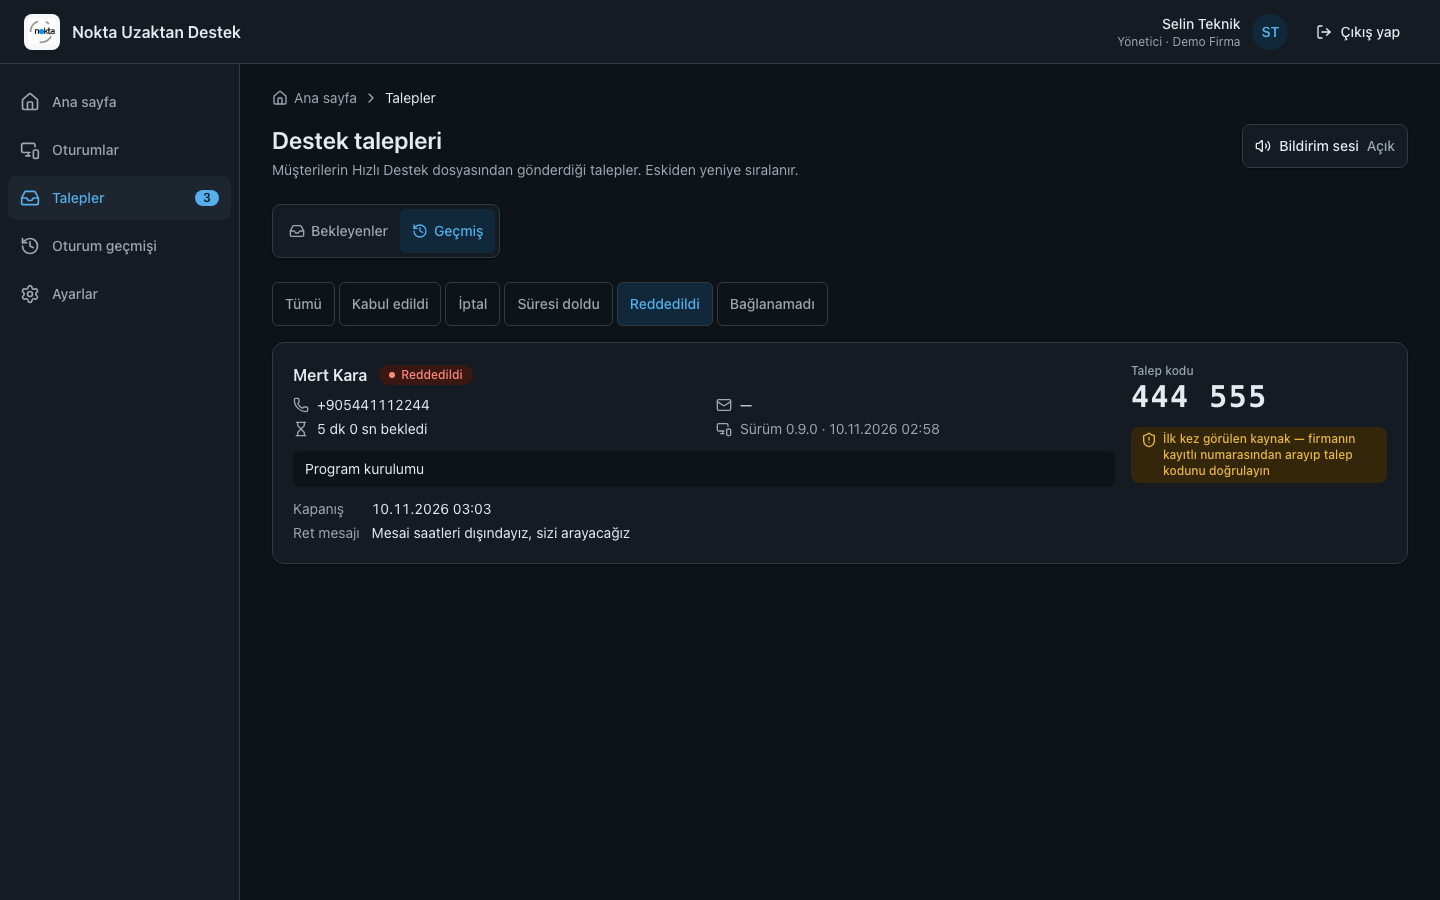 nokta
Nokta Uzaktan Destek
Selin Teknik
Yönetici · Demo Firma
ST
Çıkış yap
Ana sayfa
Oturumlar
Talepler
3
Oturum geçmişi
Ayarlar
Ana sayfa
Talepler
Destek talepleri
Müşterilerin Hızlı Destek dosyasından gönderdiği talepler. Eskiden yeniye sıralanır.
Bildirim sesi Açık
Bekleyenler
Geçmiş
Tümü
Kabul edildi
İptal
Süresi doldu
Reddedildi
Bağlanamadı
Mert Kara
Reddedildi
+905441112244
—
5 dk 0 sn bekledi
Sürüm 0.9.0 · 10.11.2026 02:58
Program kurulumu
Kapanış 10.11.2026 03:03
Ret mesajı Mesai saatleri dışındayız, sizi arayacağız
Talep kodu
444 555
İlk kez görülen kaynak — firmanın
kayıtlı numarasından arayıp talep
kodunu doğrulayın